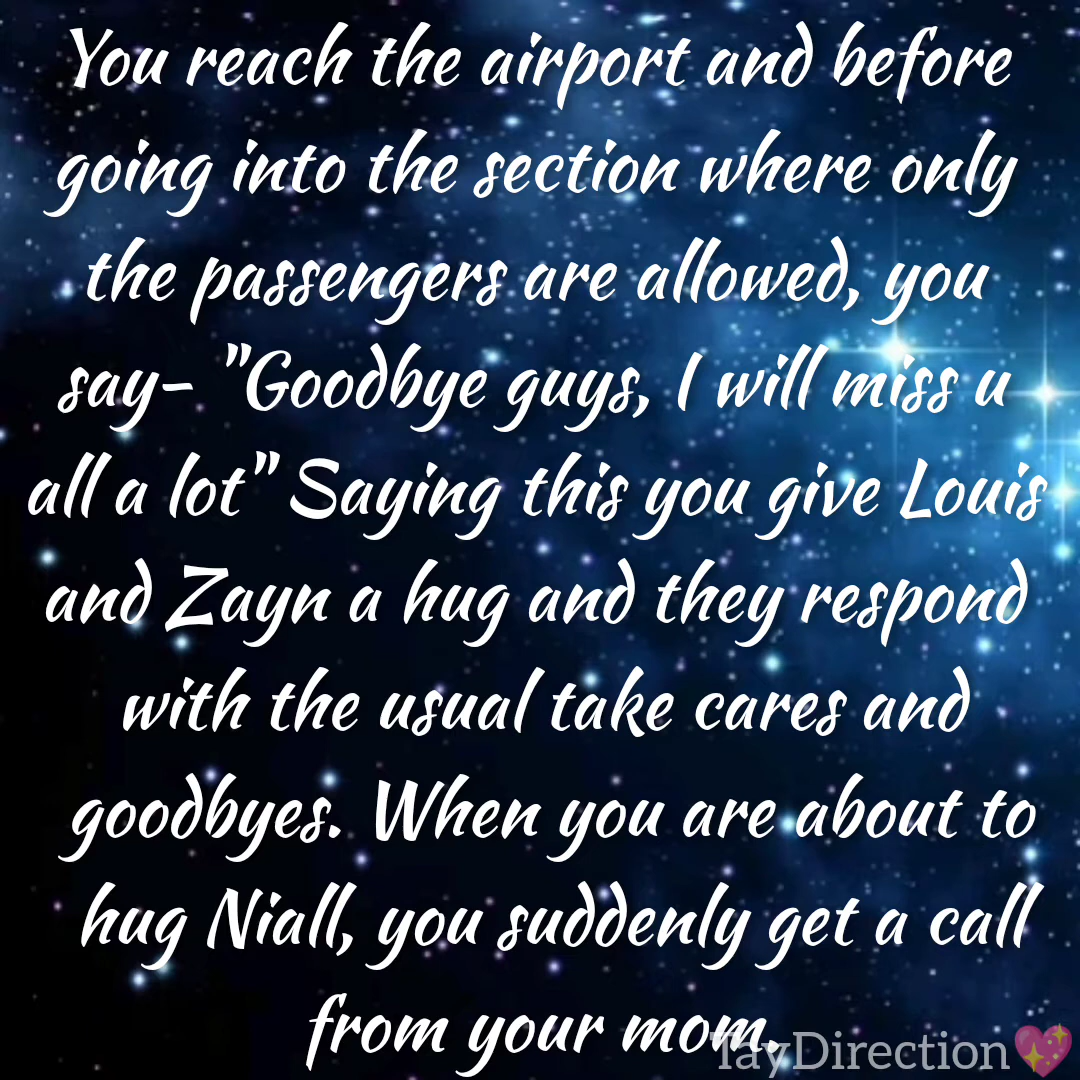 You reach the airport and before
going into the section where only
the passengers are allowed, you
say- "Goodbye guys, I will miss u
all a lot" Saying this you give Louis
and Zayn a hug and they respond
with the usual take cares and
goodbyes. When you are about to
hug Niall, you suddenly get a call
from your mom.
TayDirection💖